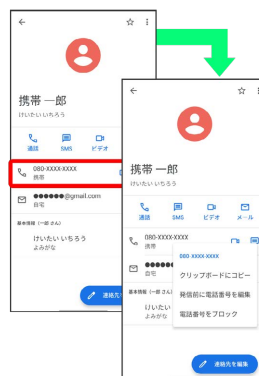 携帯 一郎
けいたい いちろう
通話 SMS ビデオ
080-XXXX-XXXX
携帯
●●●●●●@gmail.com
自宅
基本情報（一郎 さん）
けいたい いちろう
よみがな
連絡先
携帯 一郎
けいたい いちろう
通話 SMS ビデオ メール
080-XXXX-XXXX
携帯
自宅
080-XXXX-XXXX
クリップボードにコピー
発信前に電話番号を編集
電話番号をブロック
基本情報（一郎 さん）
けいたい
よみがな
連絡先を編集